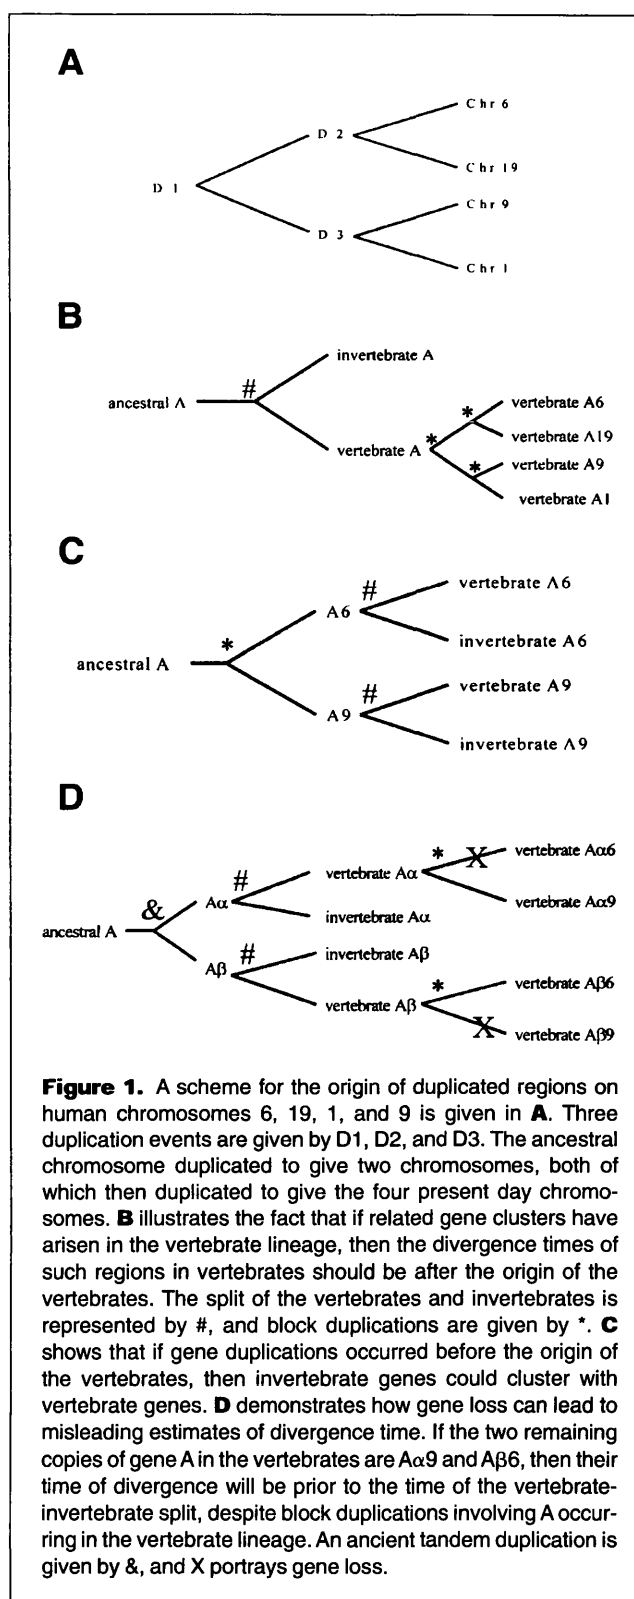 A
Chr 6
D 2
Chr 19
D 1
Chr 9
D 3
Chr 1
B
invertebrate A
#
ancestral Λ
vertebrate A6
*
vertebrate Λ19
*
vertebrate A
*
vertebrate A9
vertebrate A1
C
#
vertebrate Λ6
A6
*
invertebrate A6
ancestral A
#
vertebrate A9
A9
invertebrate Λ9
D
*
vertebrate Aα6
#
vertebrate Aα
X
&
Aα
vertebrate Aα9
invertebrate Aα
ancestral A
#
invertebrate Aβ
Aβ
*
vertebrate Aβ6
vertebrate Aβ
X
vertebrate Aβ9
Figure 1. A scheme for the origin of duplicated regions on
human chromosomes 6, 19, 1, and 9 is given in A. Three
duplication events are given by D1, D2, and D3. The ancestral
chromosome duplicated to give two chromosomes, both of
which then duplicated to give the four present day chromo-
somes. B illustrates the fact that if related gene clusters have
arisen in the vertebrate lineage, then the divergence times of
such regions in vertebrates should be after the origin of the
vertebrates. The split of the vertebrates and invertebrates is
represented by #, and block duplications are given by *. C
shows that if gene duplications occurred before the origin of
the vertebrates, then invertebrate genes could cluster with
vertebrate genes. D demonstrates how gene loss can lead to
misleading estimates of divergence time. If the two remaining
copies of gene A in the vertebrates are Aα9 and Aβ6, then their
time of divergence will be prior to the time of the vertebrate-
invertebrate split, despite block duplications involving A occur-
ring in the vertebrate lineage. An ancient tandem duplication is
given by &, and X portrays gene loss.